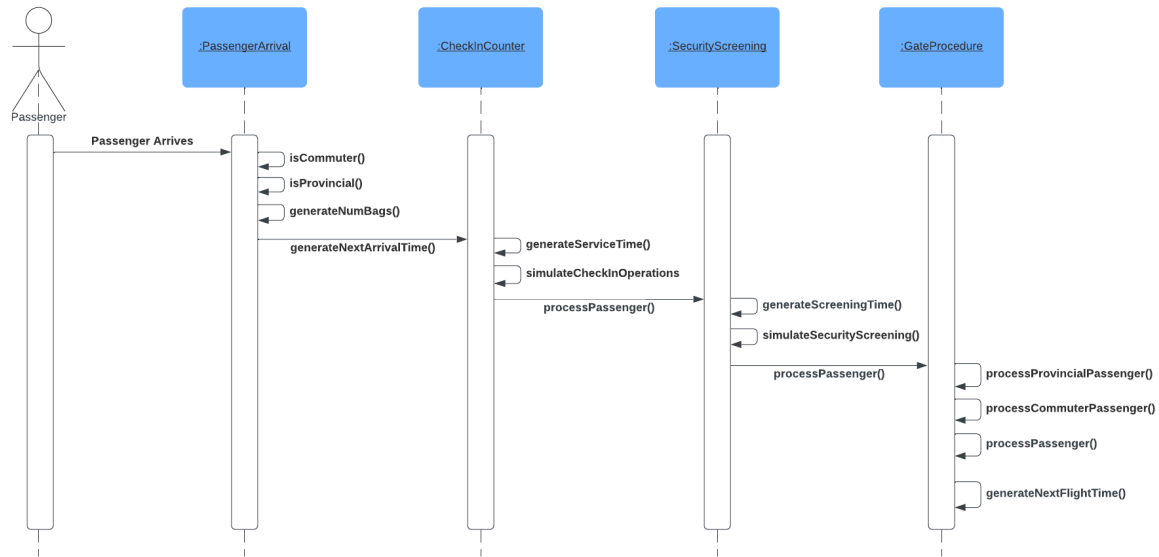 :PassengerArrival
:CheckInCounter
:SecurityScreening
:GateProcedure
Passenger
Passenger Arrives
isCommuter()
isProvincial()
generateNumBags()
generateNextArrivalTime()
generateServiceTime()
simulateCheckInOperations
processPassenger()
generateScreeningTime()
simulateSecurityScreening()
processPassenger()
processProvincialPassenger()
processCommuterPassenger()
processPassenger()
generateNextFlightTime()